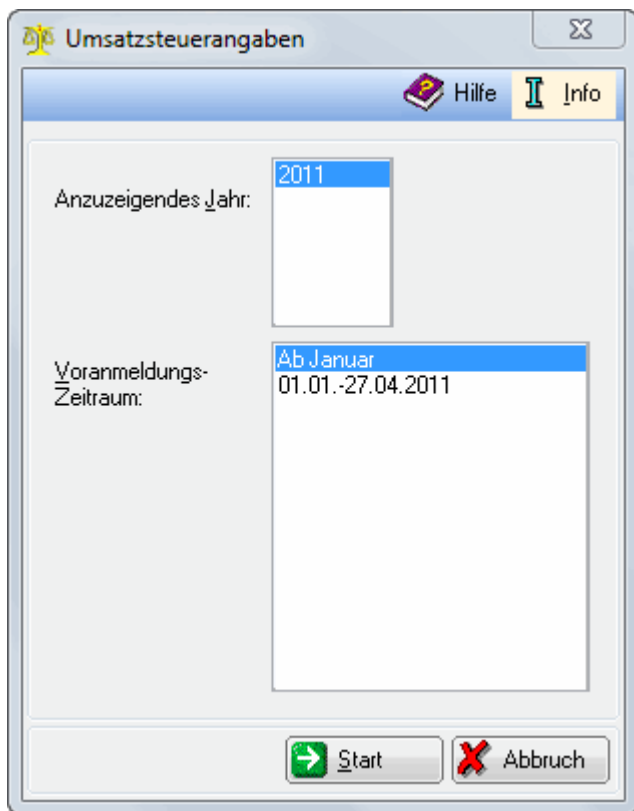 Umsatzsteuerangaben
Hilfe
Info
Anzuzeigendes Jahr:
2011
Voranmeldungs-
Zeitraum:
Ab Januar
01.01.-27.04.2011
Start
Abbruch